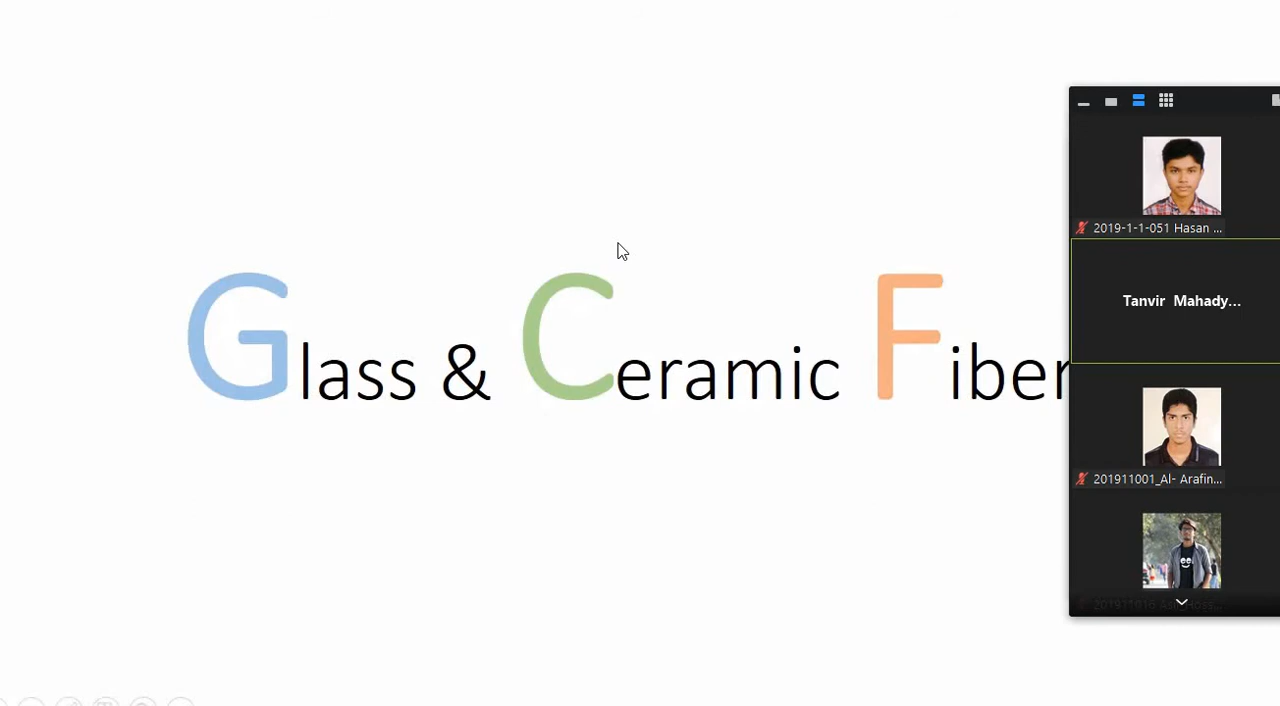 Glass & Ceramic Fiber
2019-1-1-051 Hasan ...
Tanvir Mahady...
201911001_Al- Arafin...